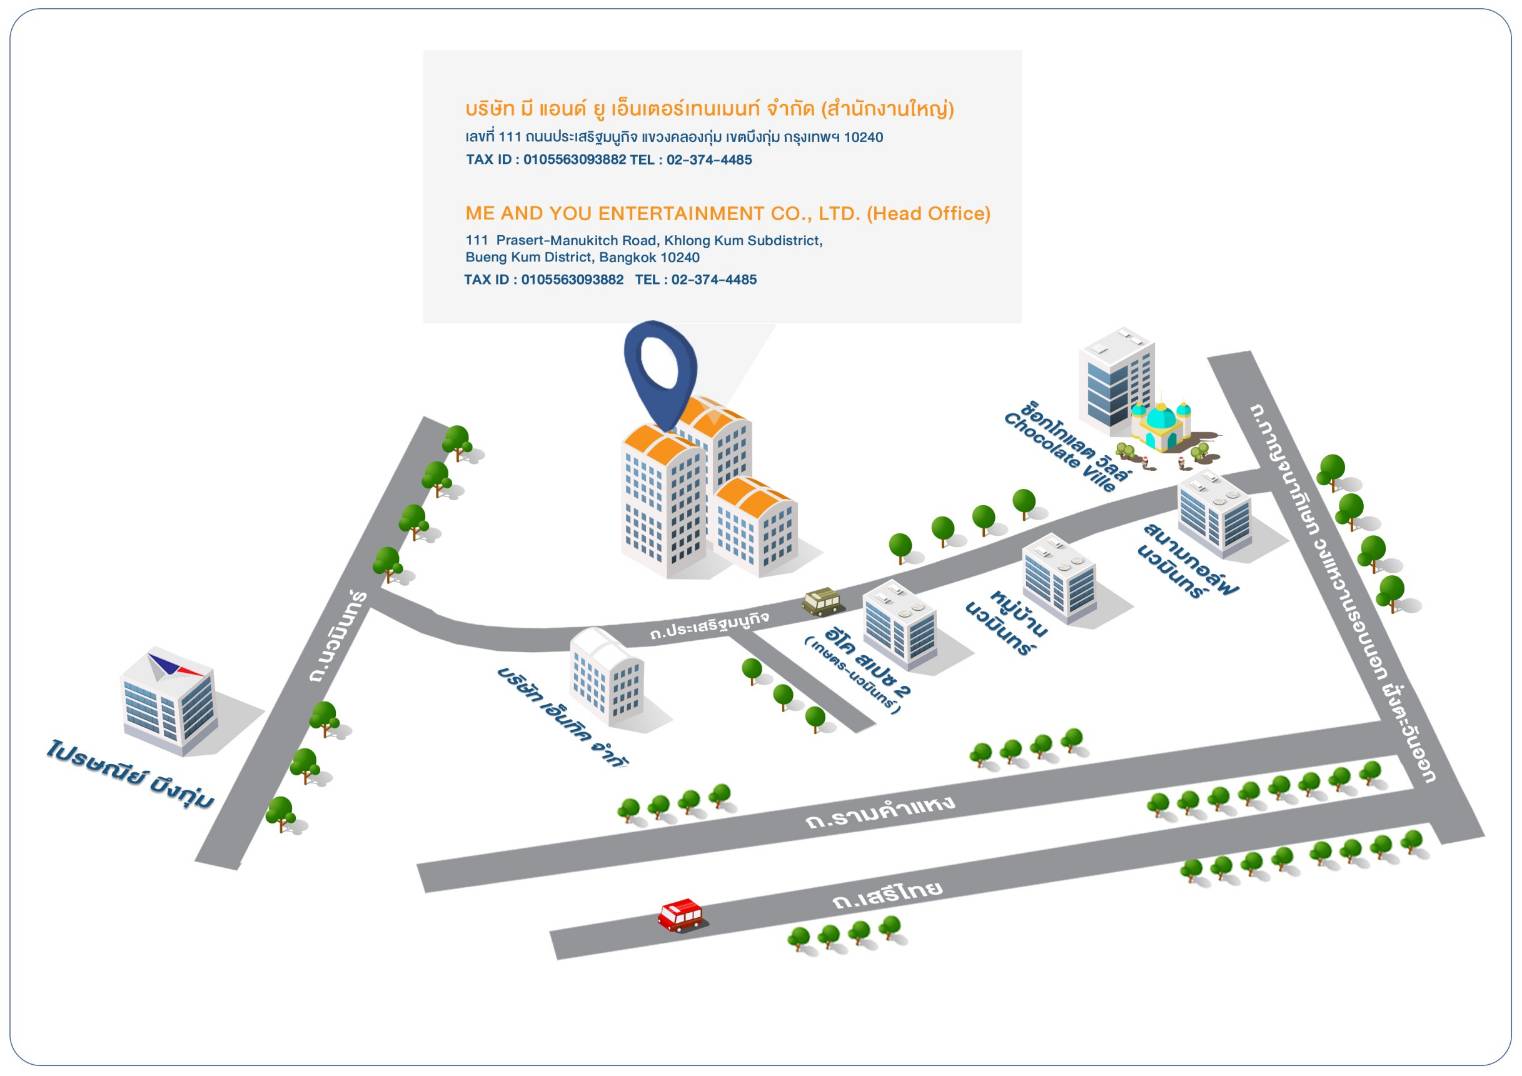 บริษัท มี แอนด์ ยู เอ็นเตอร์เทนเมนท์ จำกัด (สำนักงานใหญ่)
เลขที่ 111 ถนนประเสริฐมนูกิจ แขวงคลองกุ่ม เขตบึงกุ่ม กรุงเทพฯ 10240
TAX ID : 0105563093882 TEL : 02-374-4485
ME AND YOU ENTERTAINMENT CO., LTD. (Head Office)
111 Prasert-Manukitch Road, Khlong Kum Subdistrict,
Bueng Kum District, Bangkok 10240
TAX ID : 0105563093882 TEL : 02-374-4485
ช็อกโกแลต วิลล์
Chocolate Ville
ถ.กาญจนาภิเษก วงแหวานรอบนอก ฝั่งตะวันออก
สนามกอล์ฟ
นวมินทร์
หมู่บ้าน
นวมินทร์
ถ.นวมินทร์
ถ.ประเสริฐมนูกิจ
อีโค สเปซ 2
(เกษตร-นวมินทร์)
บริษัท เอ็นทิค จำกั
ไปรษณีย์ บึงกุ่ม
ถ.รามคำแหง
ถ.เสรีไทย